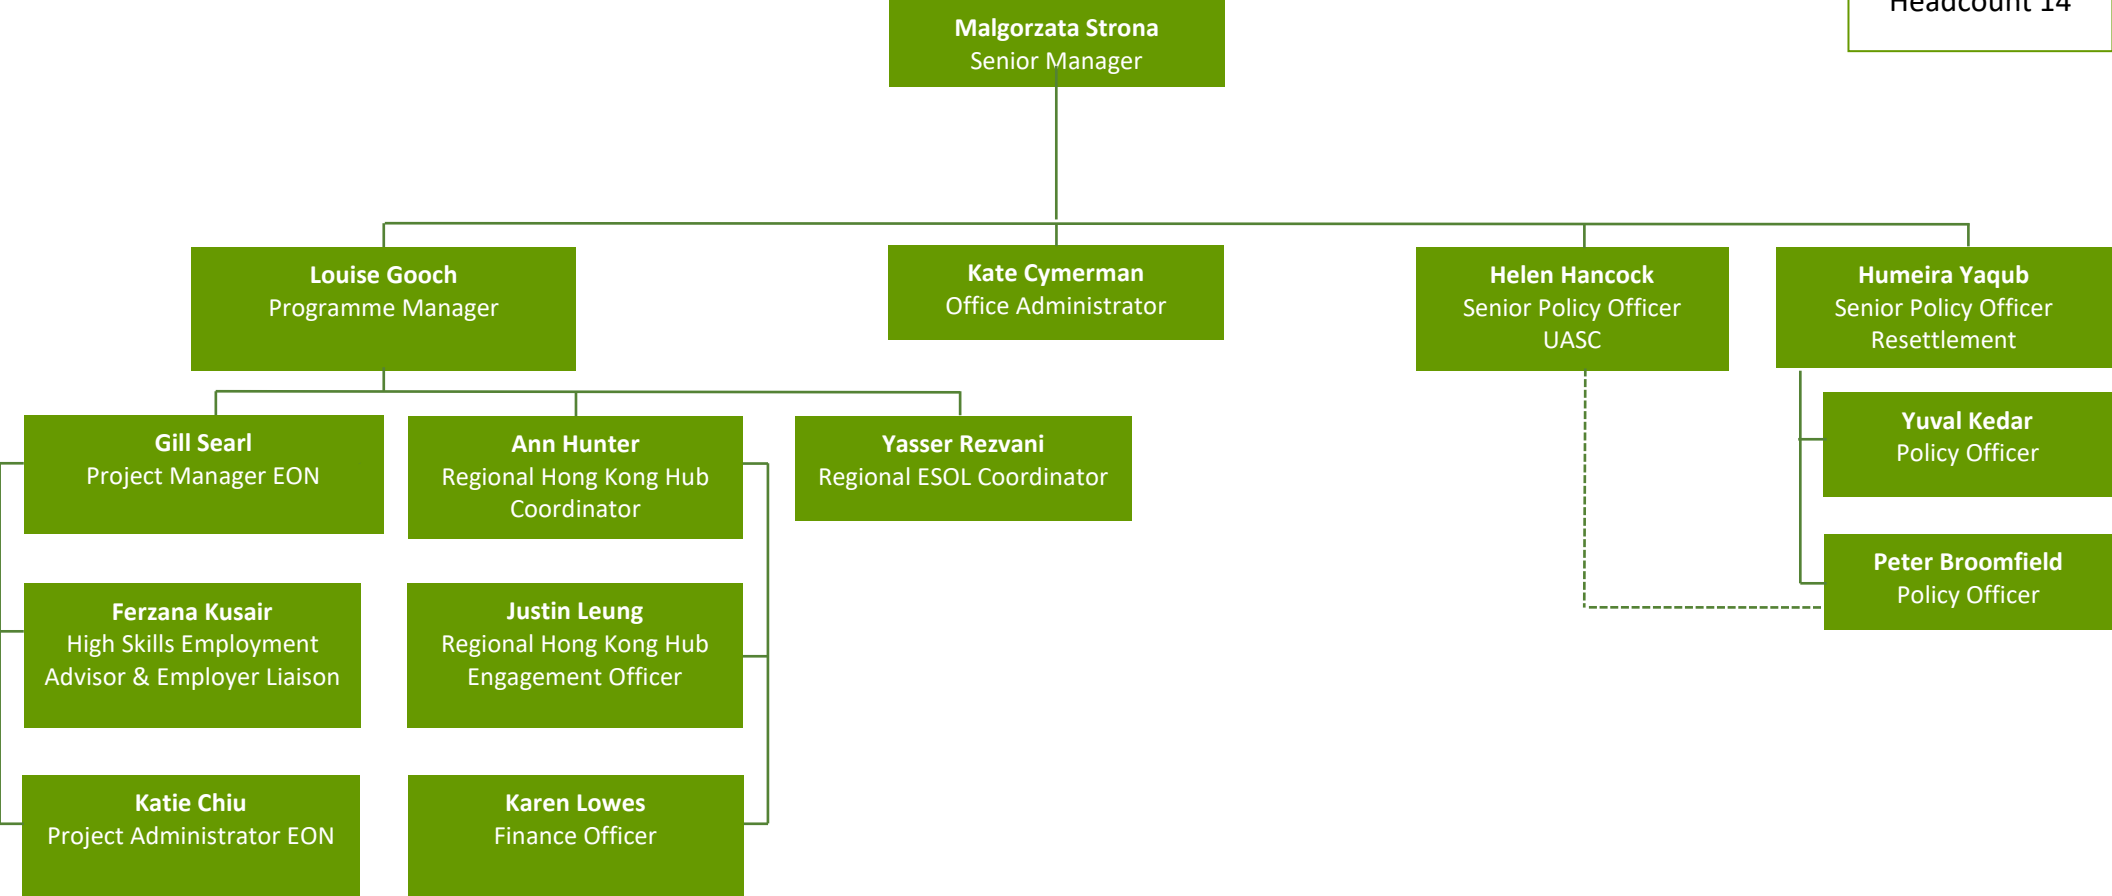 Headcount 14
Malgorzata Strona
Senior Manager
Louise Gooch
Programme Manager
Kate Cymerman
Office Administrator
Helen Hancock
Senior Policy Officer
UASC
Humeira Yaqub
Senior Policy Officer
Resettlement
Gill Searl
Project Manager EON
Ann Hunter
Regional Hong Kong Hub
Coordinator
Yasser Rezvani
Regional ESOL Coordinator
Yuval Kedar
Policy Officer
Peter Broomfield
Policy Officer
Ferzana Kusair
High Skills Employment
Advisor & Employer Liaison
Justin Leung
Regional Hong Kong Hub
Engagement Officer
Katie Chiu
Project Administrator EON
Karen Lowes
Finance Officer